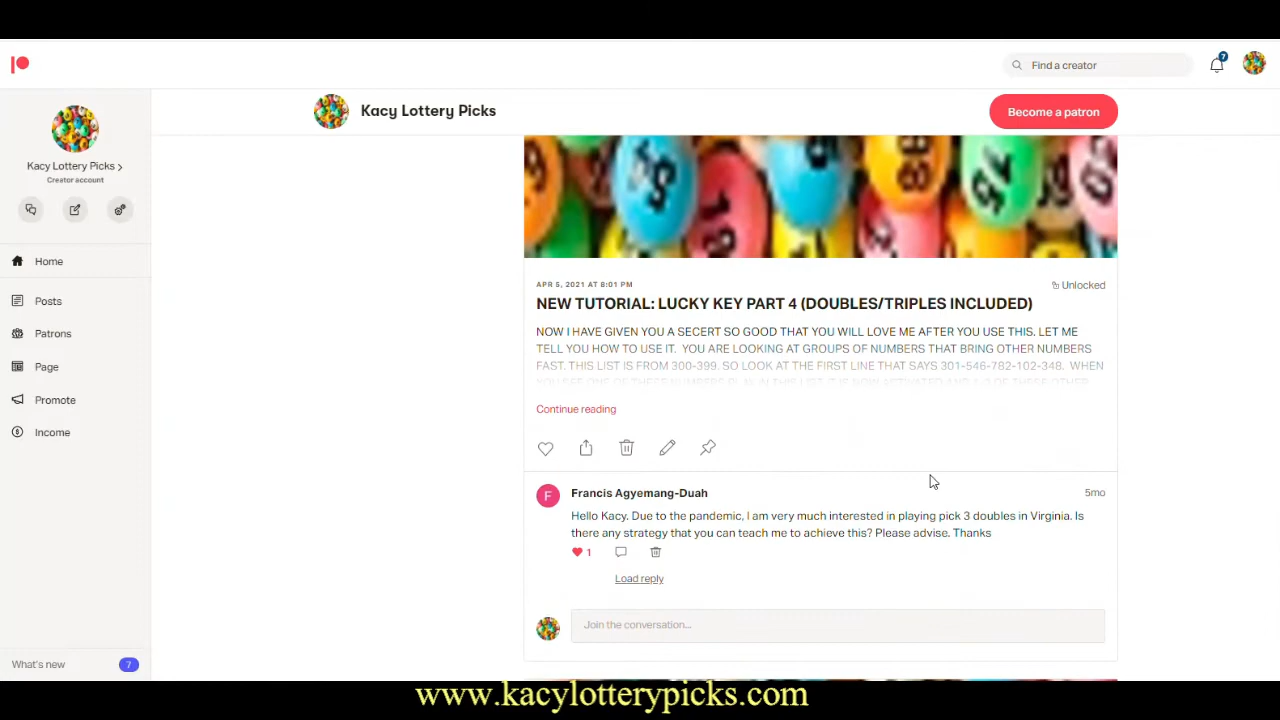 Find a creator
7
Kacy Lottery Picks
Become a patron
Kacy Lottery Picks >
Creator account
Home
Posts
Patrons
Page
Promote
Income
What's new
7
APR 5, 2021 AT 8:01 PM
Unlocked
NEW TUTORIAL: LUCKY KEY PART 4 (DOUBLES/TRIPLES INCLUDED)
NOW I HAVE GIVEN YOU A SECERT SO GOOD THAT YOU WILL LOVE ME AFTER YOU USE THIS. LET ME
TELL YOU HOW TO USE IT. YOU ARE LOOKING AT GROUPS OF NUMBERS THAT BRING OTHER NUMBERS
FAST. THIS LIST IS FROM 300-399. SO LOOK AT THE FIRST LINE THAT SAYS 301-546-782-102-348. WHEN
Continue reading
F
Francis Agyemang-Duah
5mo
Hello Kacy. Due to the pandemic, I am very much interested in playing pick 3 doubles in Virginia. Is
there any strategy that you can teach me to achieve this? Please advise. Thanks
1
Load reply
Join the conversation...
www.kacylotterypicks.com